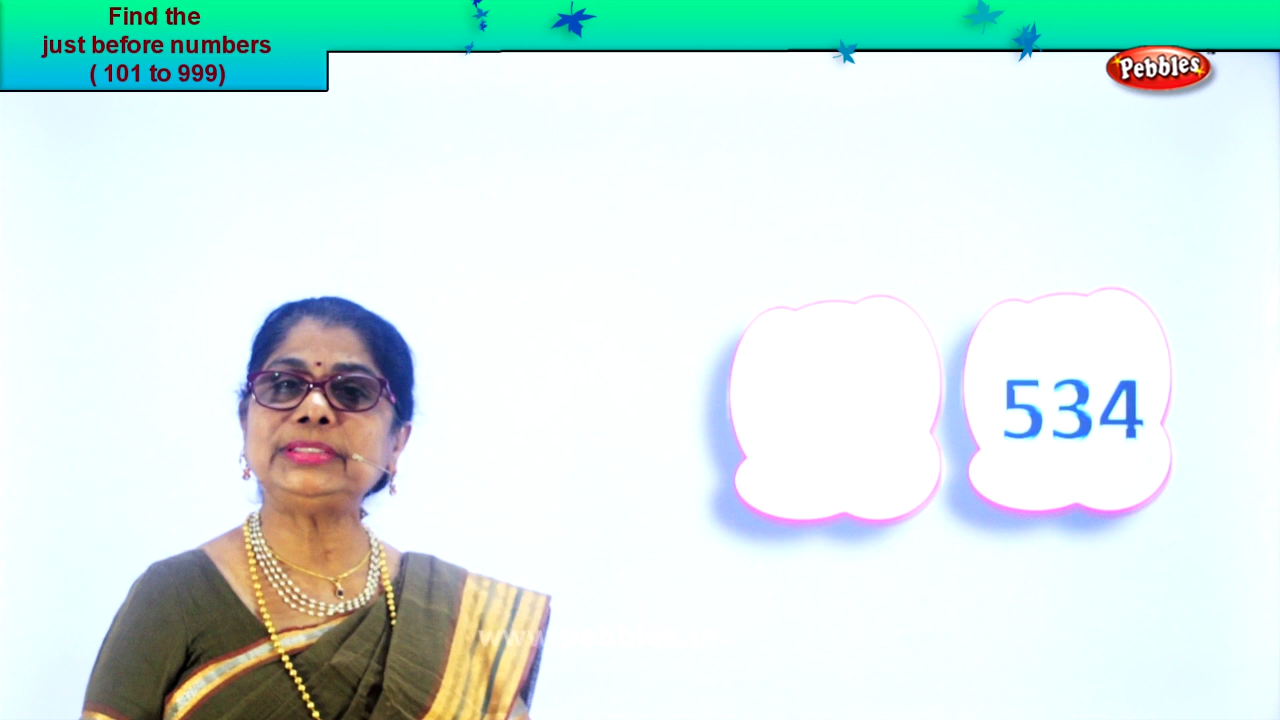 Find the
just before numbers
( 101 to 999)
Pebbles
534